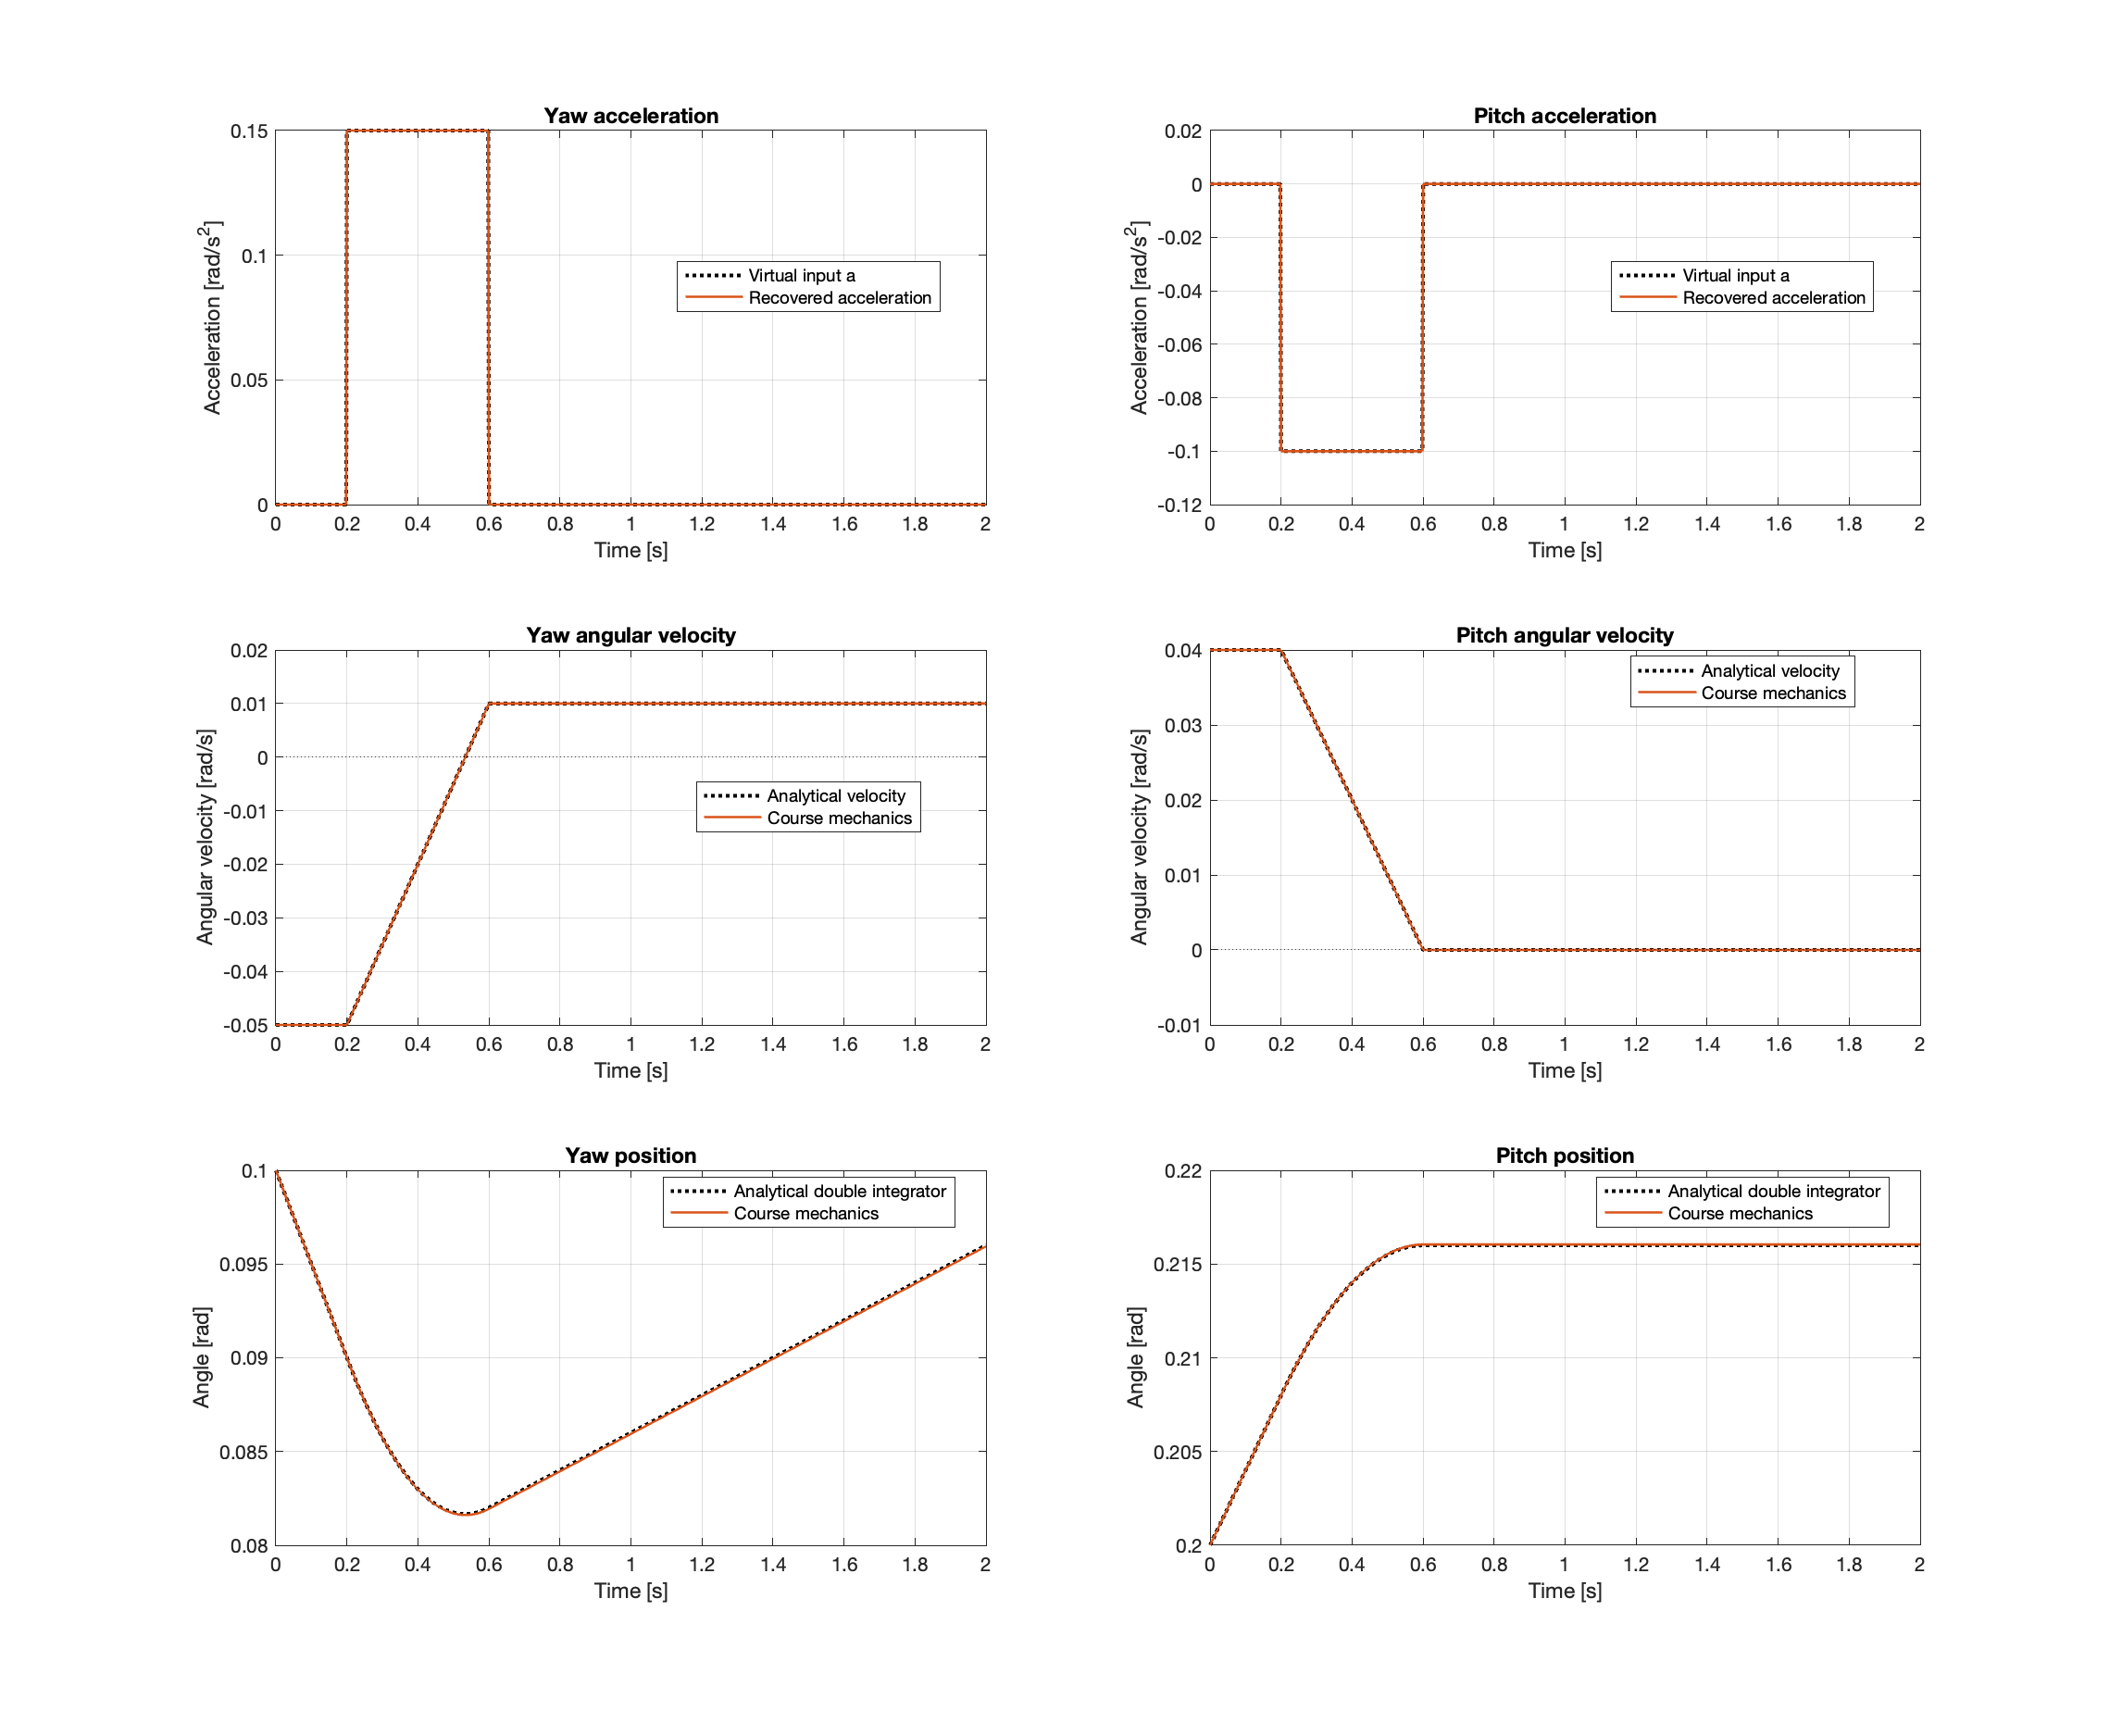 Yaw acceleration
0.15
0.1
0.05
0
Acceleration [rad/s2]
Virtual input a
Recovered acceleration
0 0.2 0.4 0.6 0.8 1 1.2 1.4 1.6 1.8 2
Time [s]
Pitch acceleration
0.02
0
-0.02
-0.04
-0.06
-0.08
-0.1
-0.12
Acceleration [rad/s2]
Virtual input a
Recovered acceleration
0 0.2 0.4 0.6 0.8 1 1.2 1.4 1.6 1.8 2
Time [s]
Yaw angular velocity
0.02
0.01
0
-0.01
-0.02
-0.03
-0.04
-0.05
Angular velocity [rad/s]
Analytical velocity
Course mechanics
0 0.2 0.4 0.6 0.8 1 1.2 1.4 1.6 1.8 2
Time [s]
Pitch angular velocity
0.04
0.03
0.02
0.01
0
-0.01
Angular velocity [rad/s]
Analytical velocity
Course mechanics
0 0.2 0.4 0.6 0.8 1 1.2 1.4 1.6 1.8 2
Time [s]
Yaw position
0.1
0.095
0.09
0.085
0.08
Angle [rad]
Analytical double integrator
Course mechanics
0 0.2 0.4 0.6 0.8 1 1.2 1.4 1.6 1.8 2
Time [s]
Pitch position
0.22
0.215
0.21
0.205
0.2
Angle [rad]
Analytical double integrator
Course mechanics
0 0.2 0.4 0.6 0.8 1 1.2 1.4 1.6 1.8 2
Time [s]